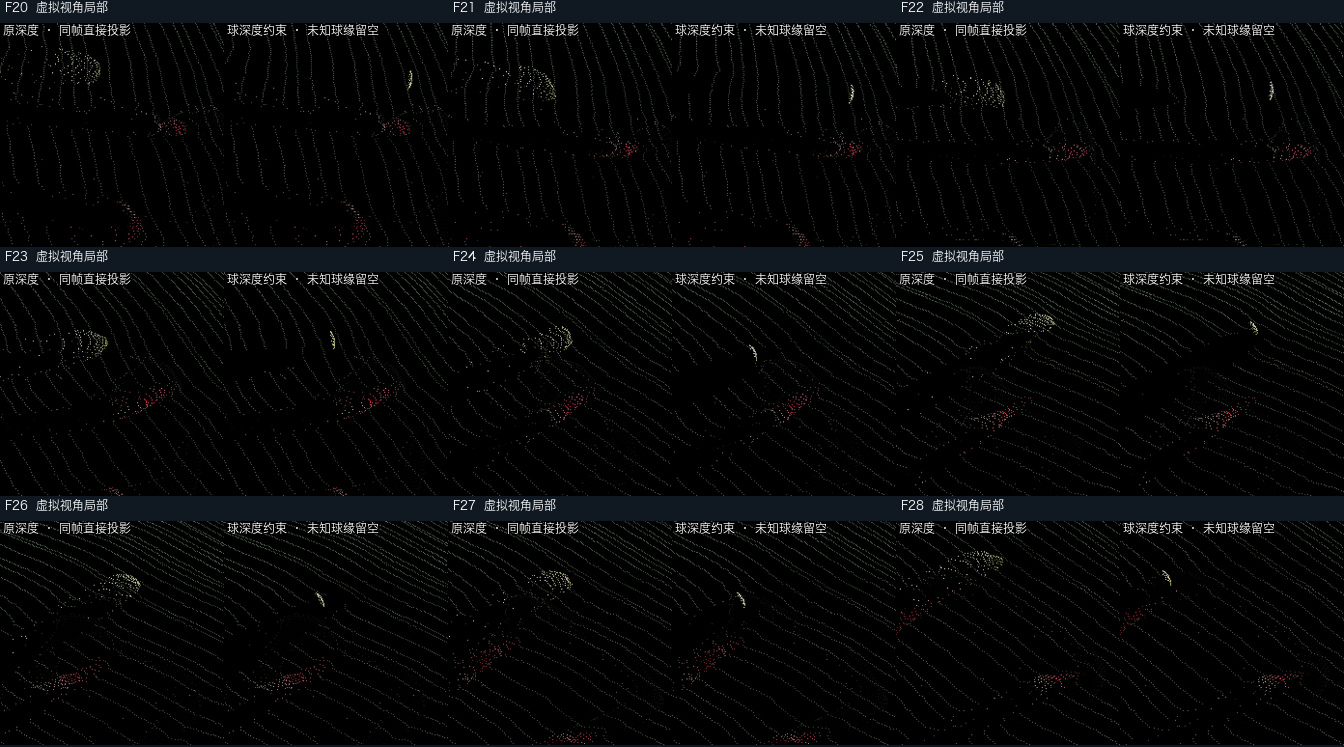 F20 虚拟视角局部
F21 虚拟视角局部
F22 虚拟视角局部
原深度 · 同帧直接投影
球深度约束 · 未知球缘留空
原深度 · 同帧直接投影
球深度约束 · 未知球缘留空
原深度 · 同帧直接投影
球深度约束 · 未知球缘留空
F23 虚拟视角局部
F24 虚拟视角局部
F25 虚拟视角局部
原深度 · 同帧直接投影
球深度约束 · 未知球缘留空
原深度 · 同帧直接投影
球深度约束 · 未知球缘留空
原深度 · 同帧直接投影
球深度约束 · 未知球缘留空
F26 虚拟视角局部
F27 虚拟视角局部
F28 虚拟视角局部
原深度 · 同帧直接投影
球深度约束 · 未知球缘留空
原深度 · 同帧直接投影
球深度约束 · 未知球缘留空
原深度 · 同帧直接投影
球深度约束 · 未知球缘留空